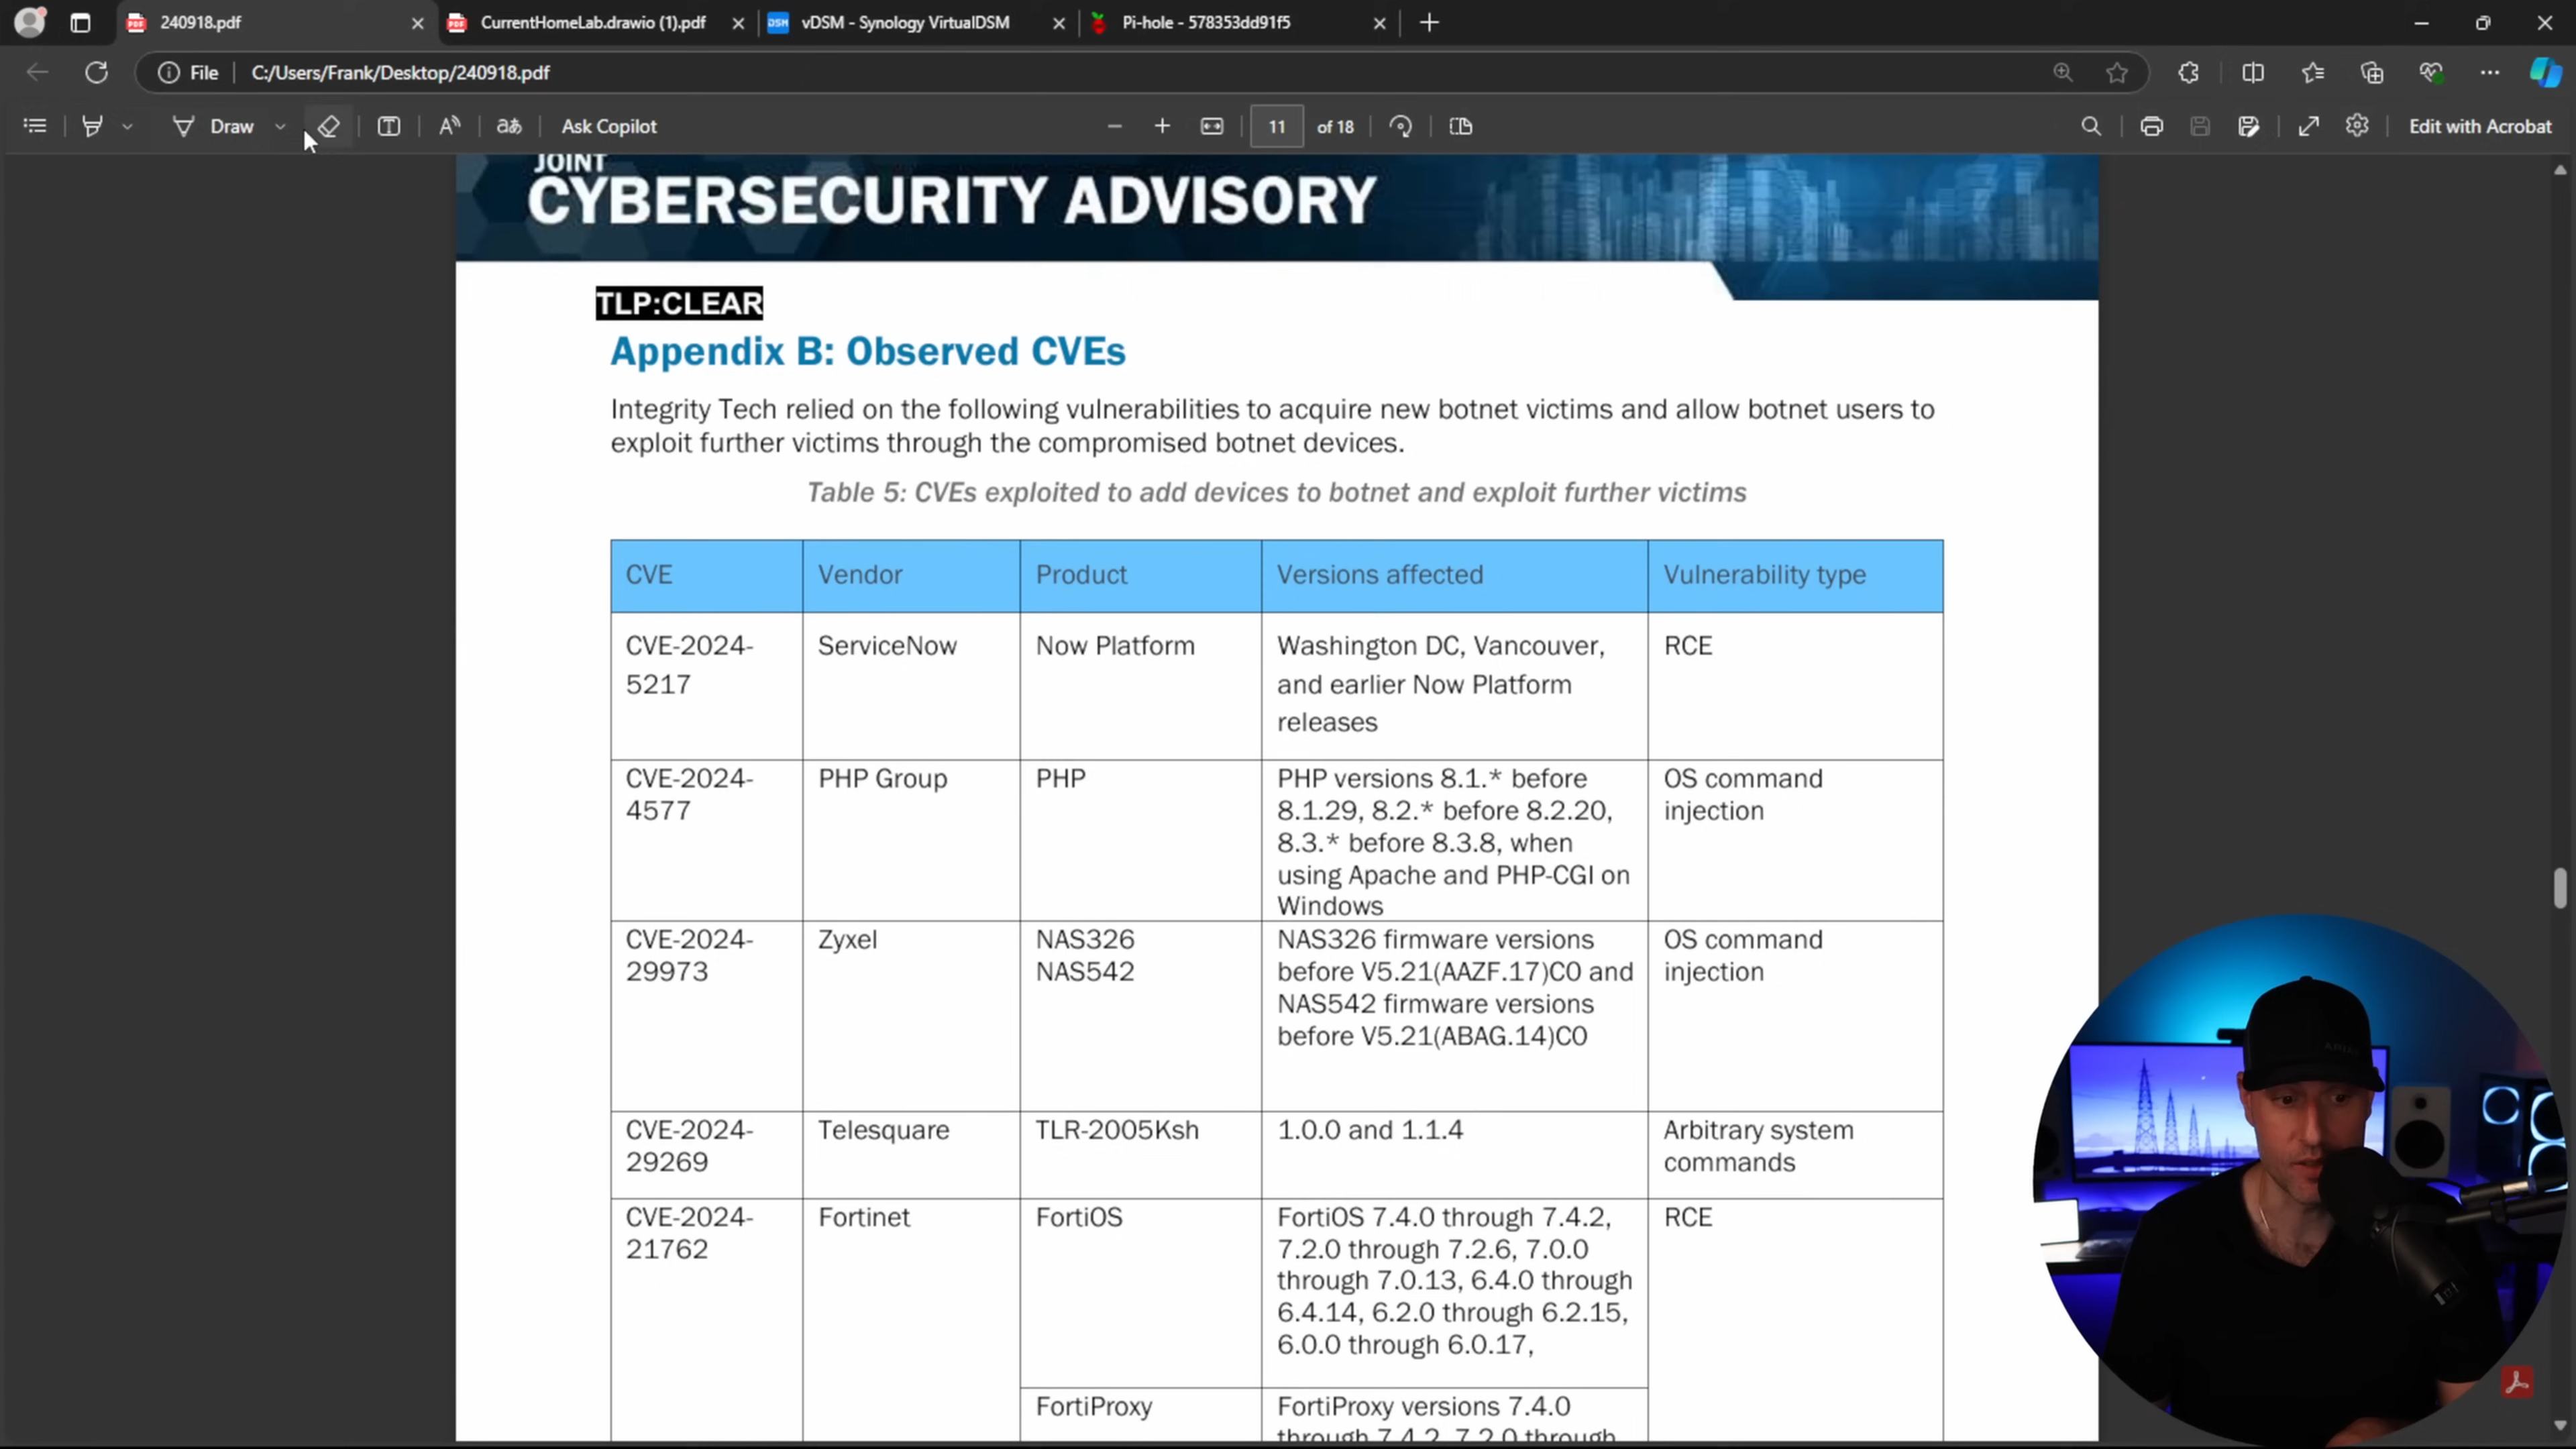 240918.pdf
CurrentHomeLab.drawio (1).pdf
DSM
vDSM - Synology VirtualDSM
Pi-hole - 578353dd91f5
File
C:/Users/Frank/Desktop/240918.pdf
Draw
Ask Copilot
11
of 18
Edit with Acrobat
JOINT
CYBERSECURITY ADVISORY
TLP:CLEAR
Appendix B: Observed CVEs
Integrity Tech relied on the following vulnerabilities to acquire new botnet victims and allow botnet users to
exploit further victims through the compromised botnet devices.
Table 5: CVEs exploited to add devices to botnet and exploit further victims
CVE Vendor Product Versions affected Vulnerability type
CVE-2024- ServiceNow Now Platform Washington DC, Vancouver, RCE
5217 and earlier Now Platform
releases
CVE-2024- PHP Group PHP PHP versions 8.1.* before OS command
4577 8.1.29, 8.2.* before 8.2.20, injection
8.3.* before 8.3.8, when
using Apache and PHP-CGI on
Windows
CVE-2024- Zyxel NAS326 NAS326 firmware versions OS command
29973 NAS542 before V5.21(AAZF.17)C0 and injection
NAS542 firmware versions
before V5.21(ABAG.14)C0
CVE-2024- Telesquare TLR-2005Ksh 1.0.0 and 1.1.4 Arbitrary system
29269 commands
CVE-2024- Fortinet FortiOS FortiOS 7.4.0 through 7.4.2, RCE
21762 7.2.0 through 7.2.6, 7.0.0
through 7.0.13, 6.4.0 through
6.4.14, 6.2.0 through 6.2.15,
6.0.0 through 6.0.17,
FortiProxy FortiProxy versions 7.4.0
through 7.4.2, 7.2.0 through